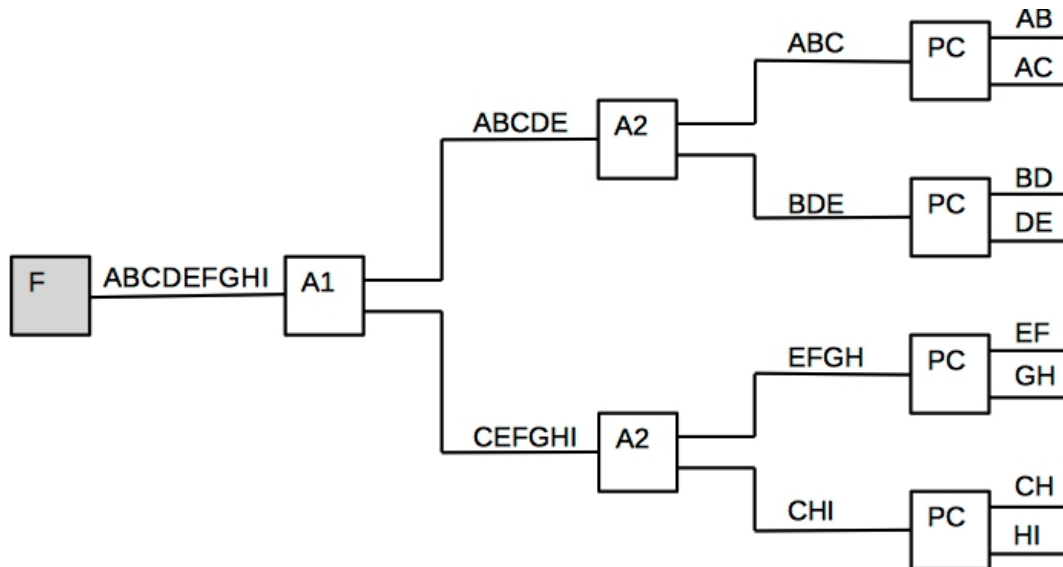 AB
ABC
PC
AC
ABCDE
A2
BD
BDE
PC
DE
F
ABCDEFGHI
A1
EF
EFGH
PC
GH
CEFGHI
A2
CH
CHI
PC
HI